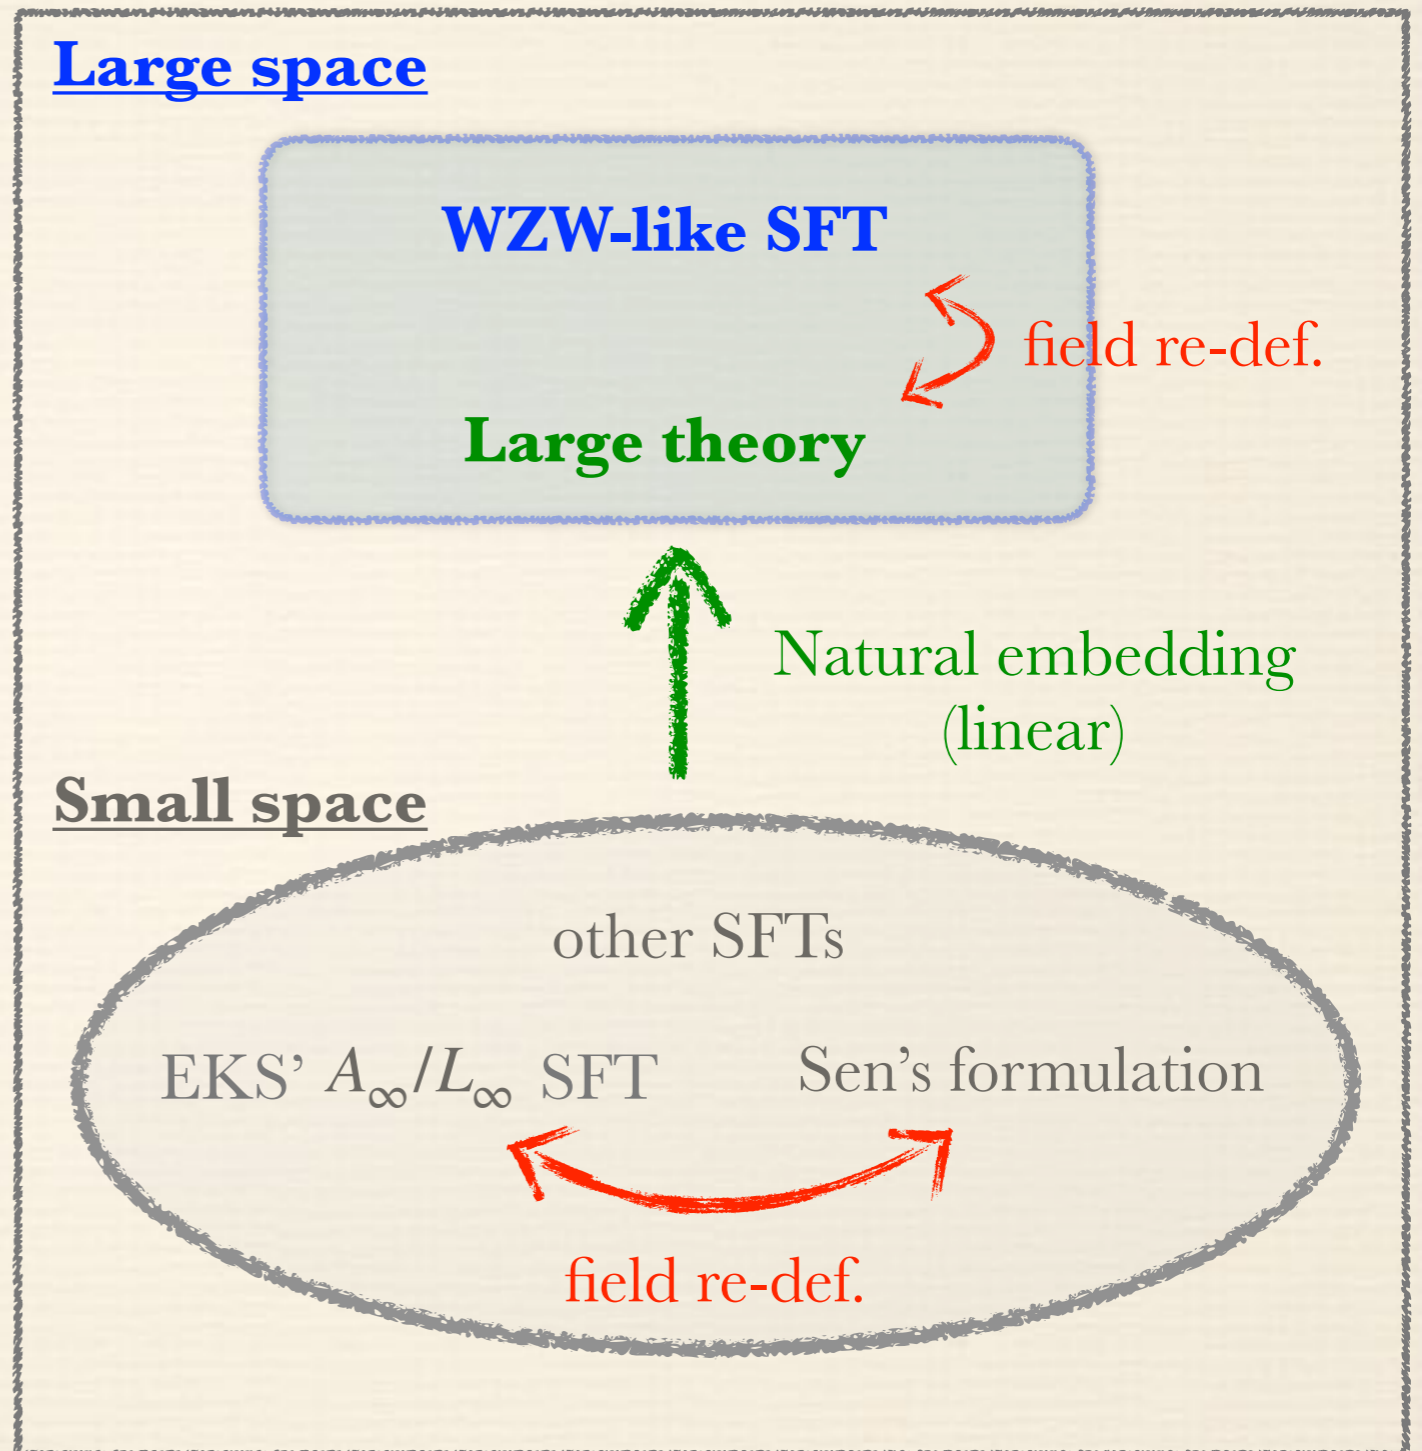 Large space
WZW-like SFT
field re-def.
Large theory
Natural embedding
(linear)
Small space
other SFTs
EKS’ A∞/L∞ SFT
Sen’s formulation
field re-def.